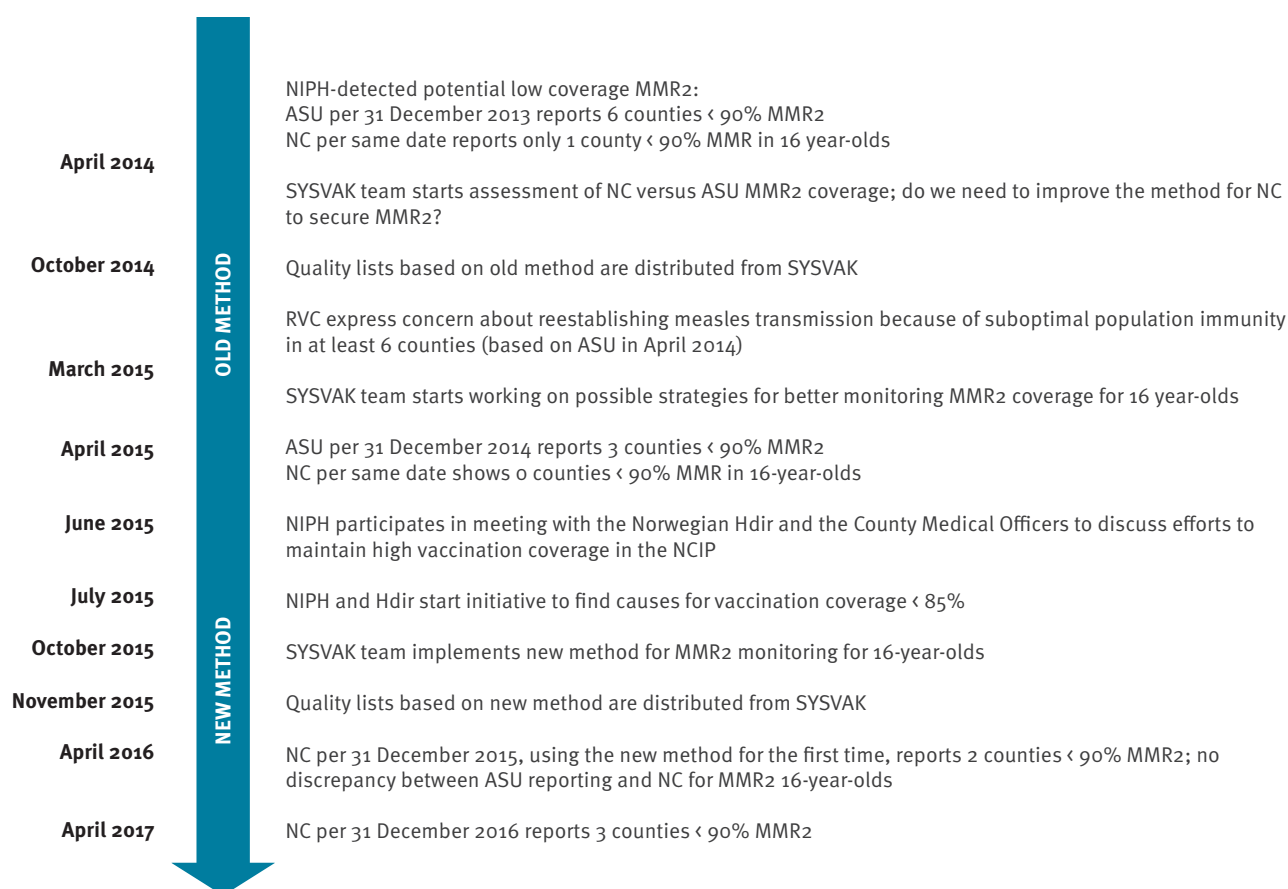 NIPH-detected potential low coverage MMR2:
ASU per 31 December 2013 reports 6 counties < 90% MMR2
NC per same date reports only 1 county < 90% MMR in 16 year-olds
April 2014
SYSVAK team starts assessment of NC versus ASU MMR2 coverage; do we need to improve the method for NC
to secure MMR2?
October 2014
Quality lists based on old method are distributed from SYSVAK
OLD METHOD
RVC express concern about reestablishing measles transmission because of suboptimal population immunity
in at least 6 counties (based on ASU in April 2014)
March 2015
SYSVAK team starts working on possible strategies for better monitoring MMR2 coverage for 16 year-olds
April 2015
ASU per 31 December 2014 reports 3 counties < 90% MMR2
NC per same date shows 0 counties < 90% MMR in 16-year-olds
June 2015
NIPH participates in meeting with the Norwegian Hdir and the County Medical Officers to discuss efforts to
maintain high vaccination coverage in the NCIP
July 2015
NIPH and Hdir start initiative to find causes for vaccination coverage < 85%
October 2015
SYSVAK team implements new method for MMR2 monitoring for 16-year-olds
NEW METHOD
November 2015
Quality lists based on new method are distributed from SYSVAK
April 2016
NC per 31 December 2015, using the new method for the first time, reports 2 counties < 90% MMR2; no
discrepancy between ASU reporting and NC for MMR2 16-year-olds
April 2017
NC per 31 December 2016 reports 3 counties < 90% MMR2